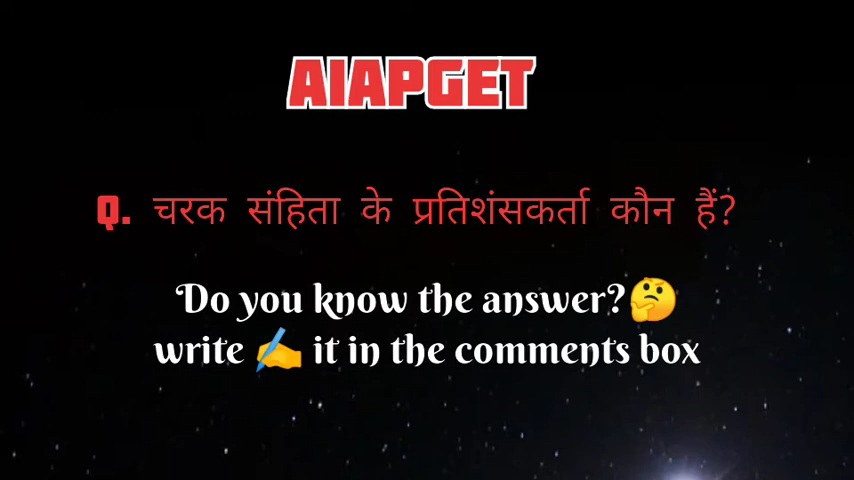 AIAPGET
Q. चरक संहिता के प्रतिशंसकर्ता कौन हैं?
Do you know the answer?🤔
write ✍️ it in the comments box